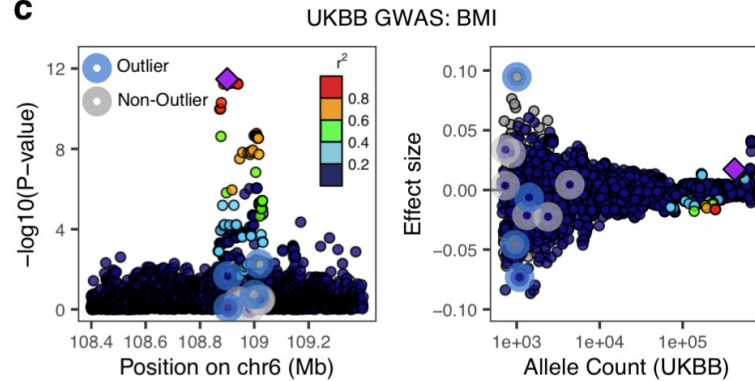 c
UKBB GWAS: BMI
−log10(P−value)
12
8
4
0
Outlier
Non-Outlier
r²
0.8
0.6
0.4
0.2
108.4 108.6 108.8 109 109.2
Position on chr6 (Mb)
Effect size
0.10
0.05
0.00
−0.05
−0.10
1e+03 1e+04 1e+05
Allele Count (UKBB)